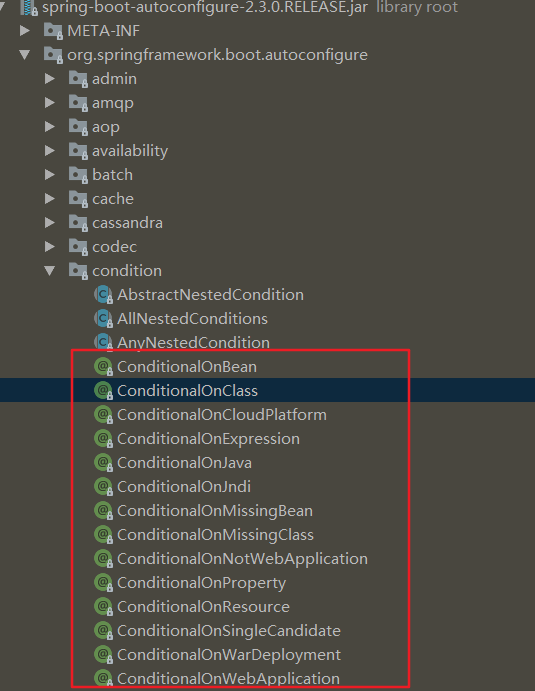 spring-boot-autoconfigure-2.3.0.RELEASE.jar library root
META-INF
org.springframework.boot.autoconfigure
admin
amqp
aop
availability
batch
cache
cassandra
codec
condition
AbstractNestedCondition
AllNestedConditions
AnyNestedCondition
ConditionalOnBean
ConditionalOnClass
ConditionalOnCloudPlatform
ConditionalOnExpression
ConditionalOnJava
ConditionalOnJndi
ConditionalOnMissingBean
ConditionalOnMissingClass
ConditionalOnNotWebApplication
ConditionalOnProperty
ConditionalOnResource
ConditionalOnSingleCandidate
ConditionalOnWarDeployment
ConditionalOnWebApplication